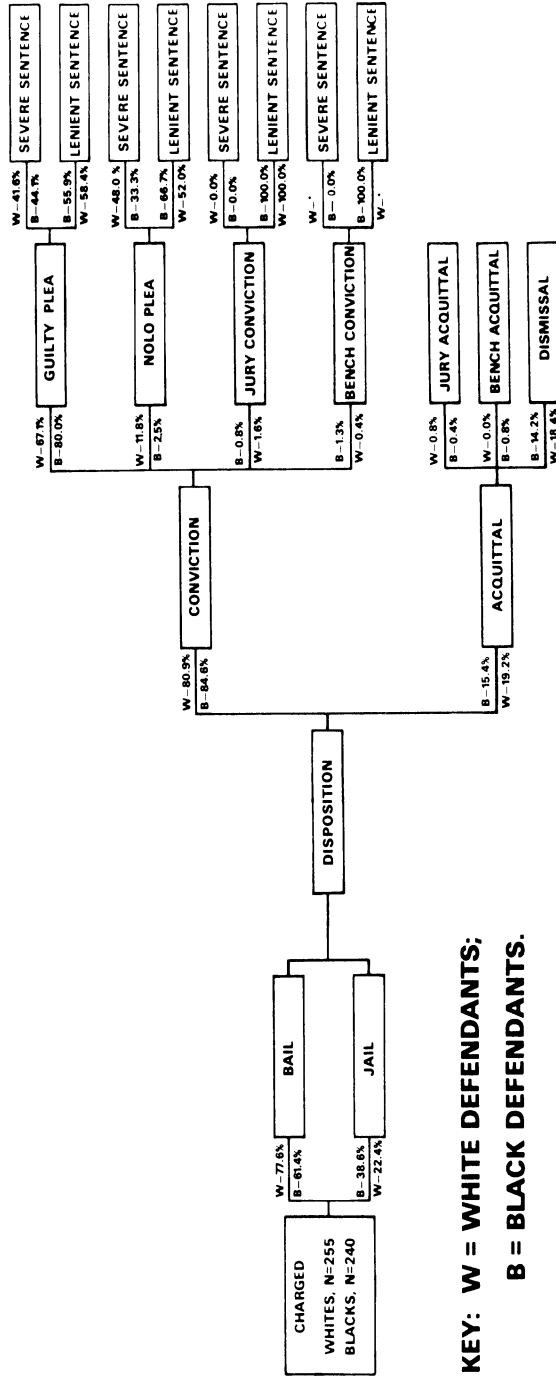 CHARGED
WHITES, N=255
BLACKS, N=240
W–77.6%
B–61.4%
B–38.6%
W–22.4%
BAIL
JAIL
DISPOSITION
W–80.9%
B–84.6%
B–15.4%
W–19.2%
CONVICTION
ACQUITTAL
W–67.1%
B–80.0%
W–11.8%
B–2.5%
B–0.8%
W–1.6%
B–1.3%
W–0.4%
W–0.8%
B–0.4%
W–0.0%
B–0.8%
B–14.2%
W–18.4%
GUILTY PLEA
NOLO PLEA
JURY CONVICTION
BENCH CONVICTION
JURY ACQUITTAL
BENCH ACQUITTAL
DISMISSAL
W–41.6%
B–44.1%
B–55.9%
W–58.4%
W–48.0 %
B–33.3%
B–66.7%
W–52.0%
W–0.0%
B–0.0%
B–100.0%
W–100.0%
W–*
B– 0.0%
B–100.0%
W–*
SEVERE SENTENCE
LENIENT SENTENCE
SEVERE SENTENCE
LENIENT SENTENCE
SEVERE SENTENCE
LENIENT SENTENCE
SEVERE SENTENCE
LENIENT SENTENCE
KEY: W = WHITE DEFENDANTS;
B = BLACK DEFENDANTS.